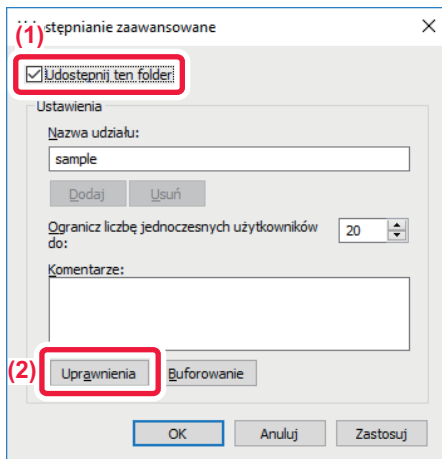 (1)
stępnianie zaawansowane
Udostępnij ten folder
Ustawienia
Nazwa udziału:
sample
Dodaj Usuń
Ogranicz liczbę jednoczesnych użytkowników
do:
20
Komentarze:
(2)
Uprawnienia Buforowanie
OK Anuluj Zastosuj